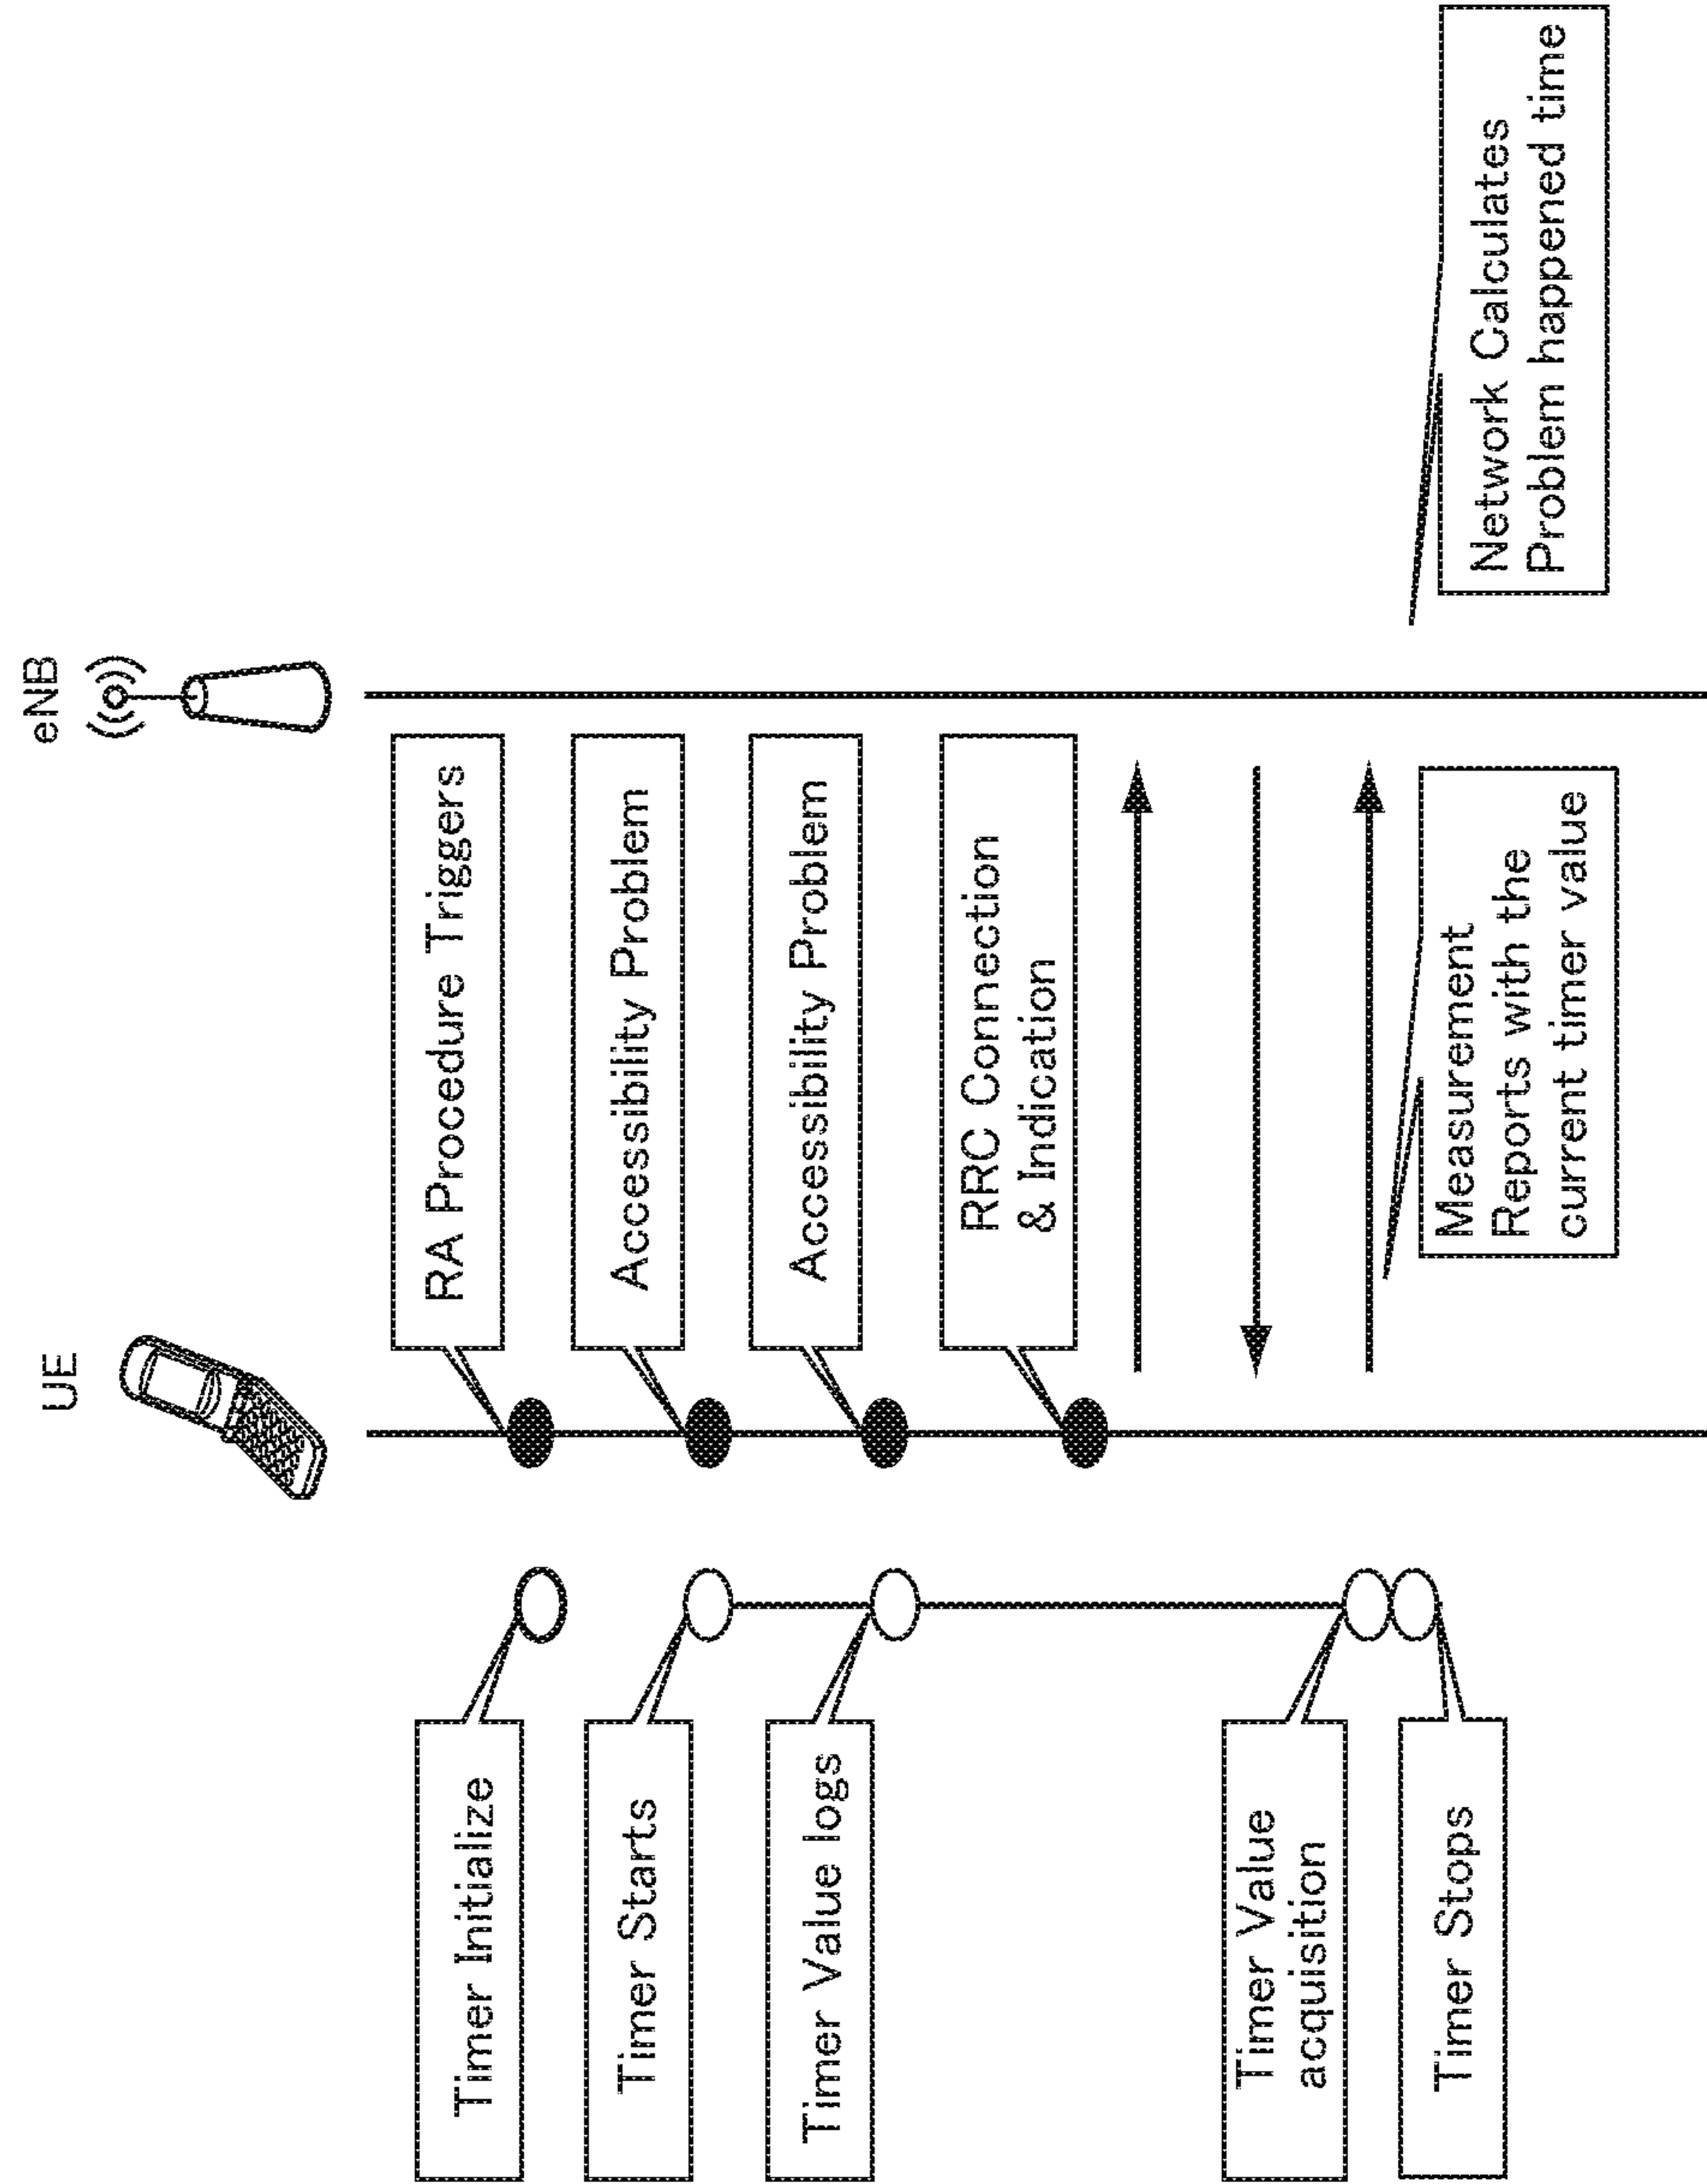 UE
eNB
Timer Initialize
RA Procedure Triggers
Timer Starts
Accessibility Problem
Timer Value logs
Accessibility Problem
RRC Connection
& Indication
Timer Value
acquisition
Timer Stops
Measurement
Reports with the
current timer value
Network Calculates
Problem happened time